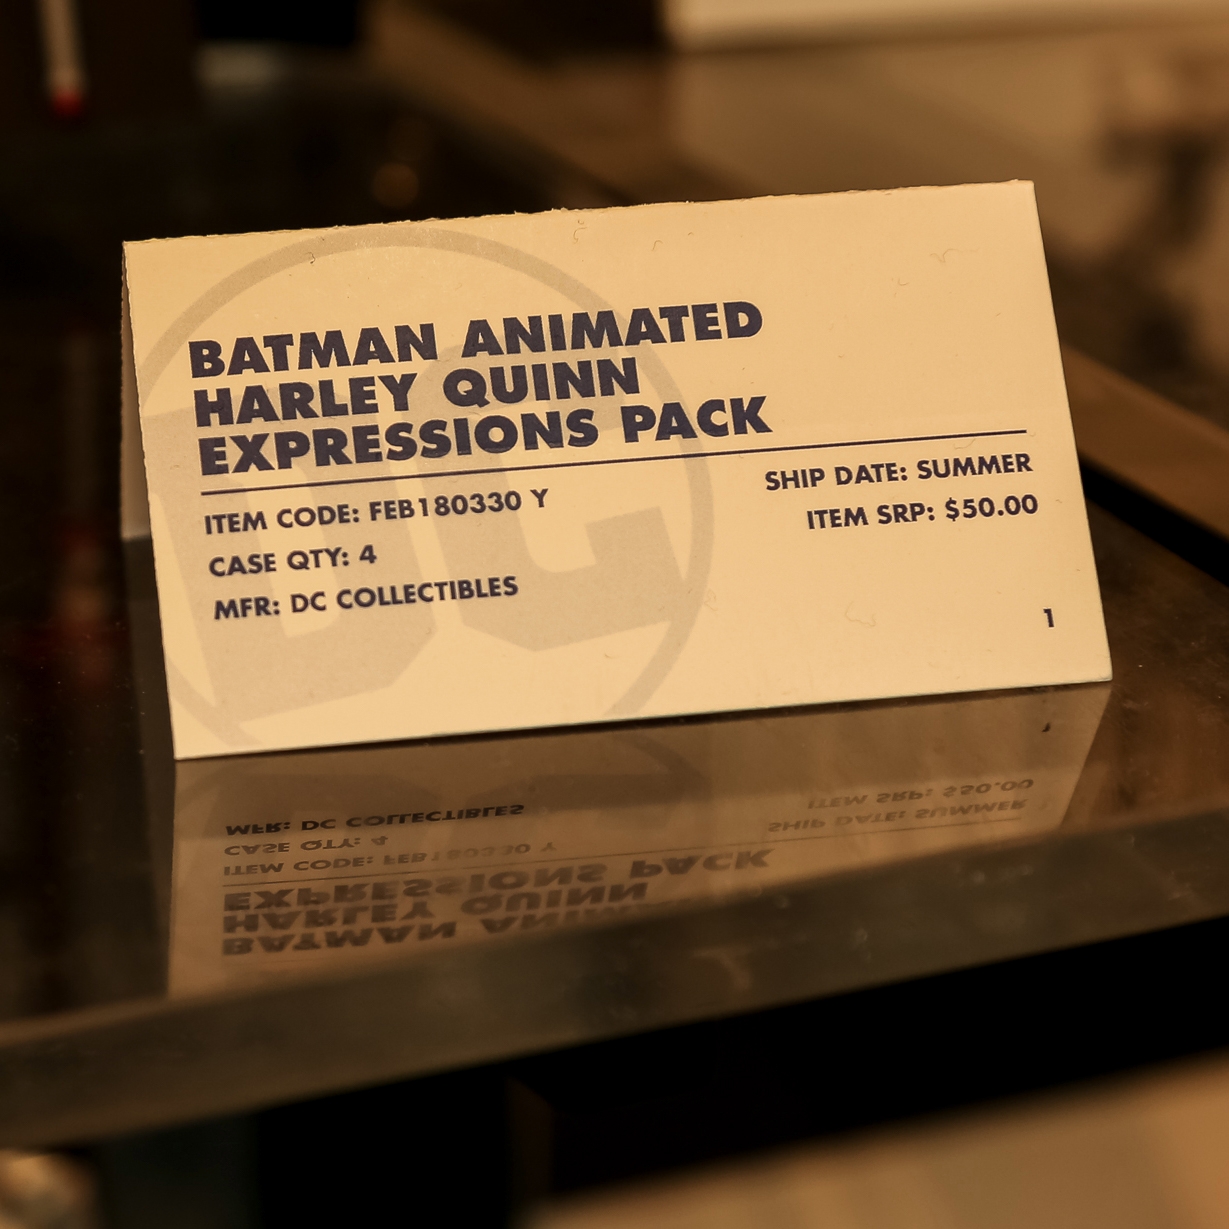 BATMAN ANIMATED
HARLEY QUINN
EXPRESSIONS PACK
ITEM CODE: FEB180330 Y
CASE QTY: 4
MFR: DC COLLECTIBLES
SHIP DATE: SUMMER
ITEM SRP: $50.00
1
DC